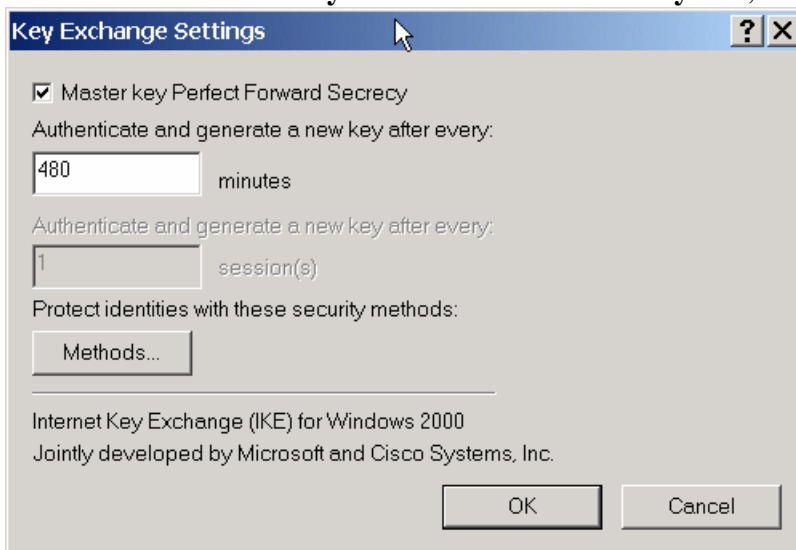 Key Exchange Settings
Master key Perfect Forward Secrecy
Authenticate and generate a new key after every:
480 minutes
Authenticate and generate a new key after every:
1 session(s)
Protect identities with these security methods:
Methods...
Internet Key Exchange (IKE) for Windows 2000
Jointly developed by Microsoft and Cisco Systems, Inc.
OK Cancel